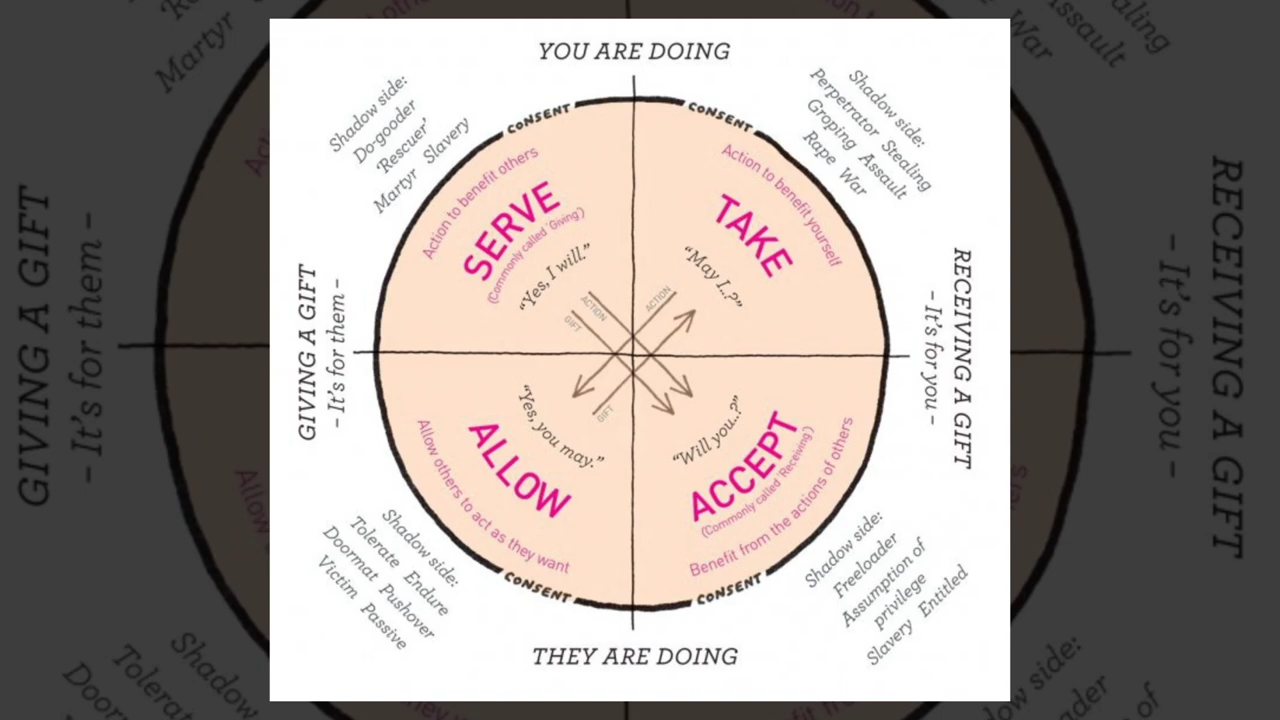 YOU ARE DOING
Shadow side:
Do-gooder
'Rescuer'
Martyr Slavery
Shadow side:
Perpetrator Stealing
Groping Assault
Rape War
CONSENT
CONSENT
Action to benefit others
SERVE
(Commonly called 'Giving')
"Yes, I will."
Action to benefit yourself
TAKE
"May I..?"
GIVING A GIFT
– It's for them –
RECEIVING A GIFT
– It's for you –
ACTION
GIFT
ACTION
GIFT
"Yes, you may."
ALLOW
Allow others to act as they want
"Will you..?"
ACCEPT
(Commonly called 'Receiving')
Benefit from the actions of others
CONSENT
CONSENT
Shadow side:
Tolerate Endure
Doormat Pushover
Victim Passive
Shadow side:
Freeloader
Assumption of
privilege
Slavery Entitled
THEY ARE DOING
Martyr
War
Assault
GIVING A GIFT
– It's for them –
RECEIVING A GIFT
– It's for you –
Shadow